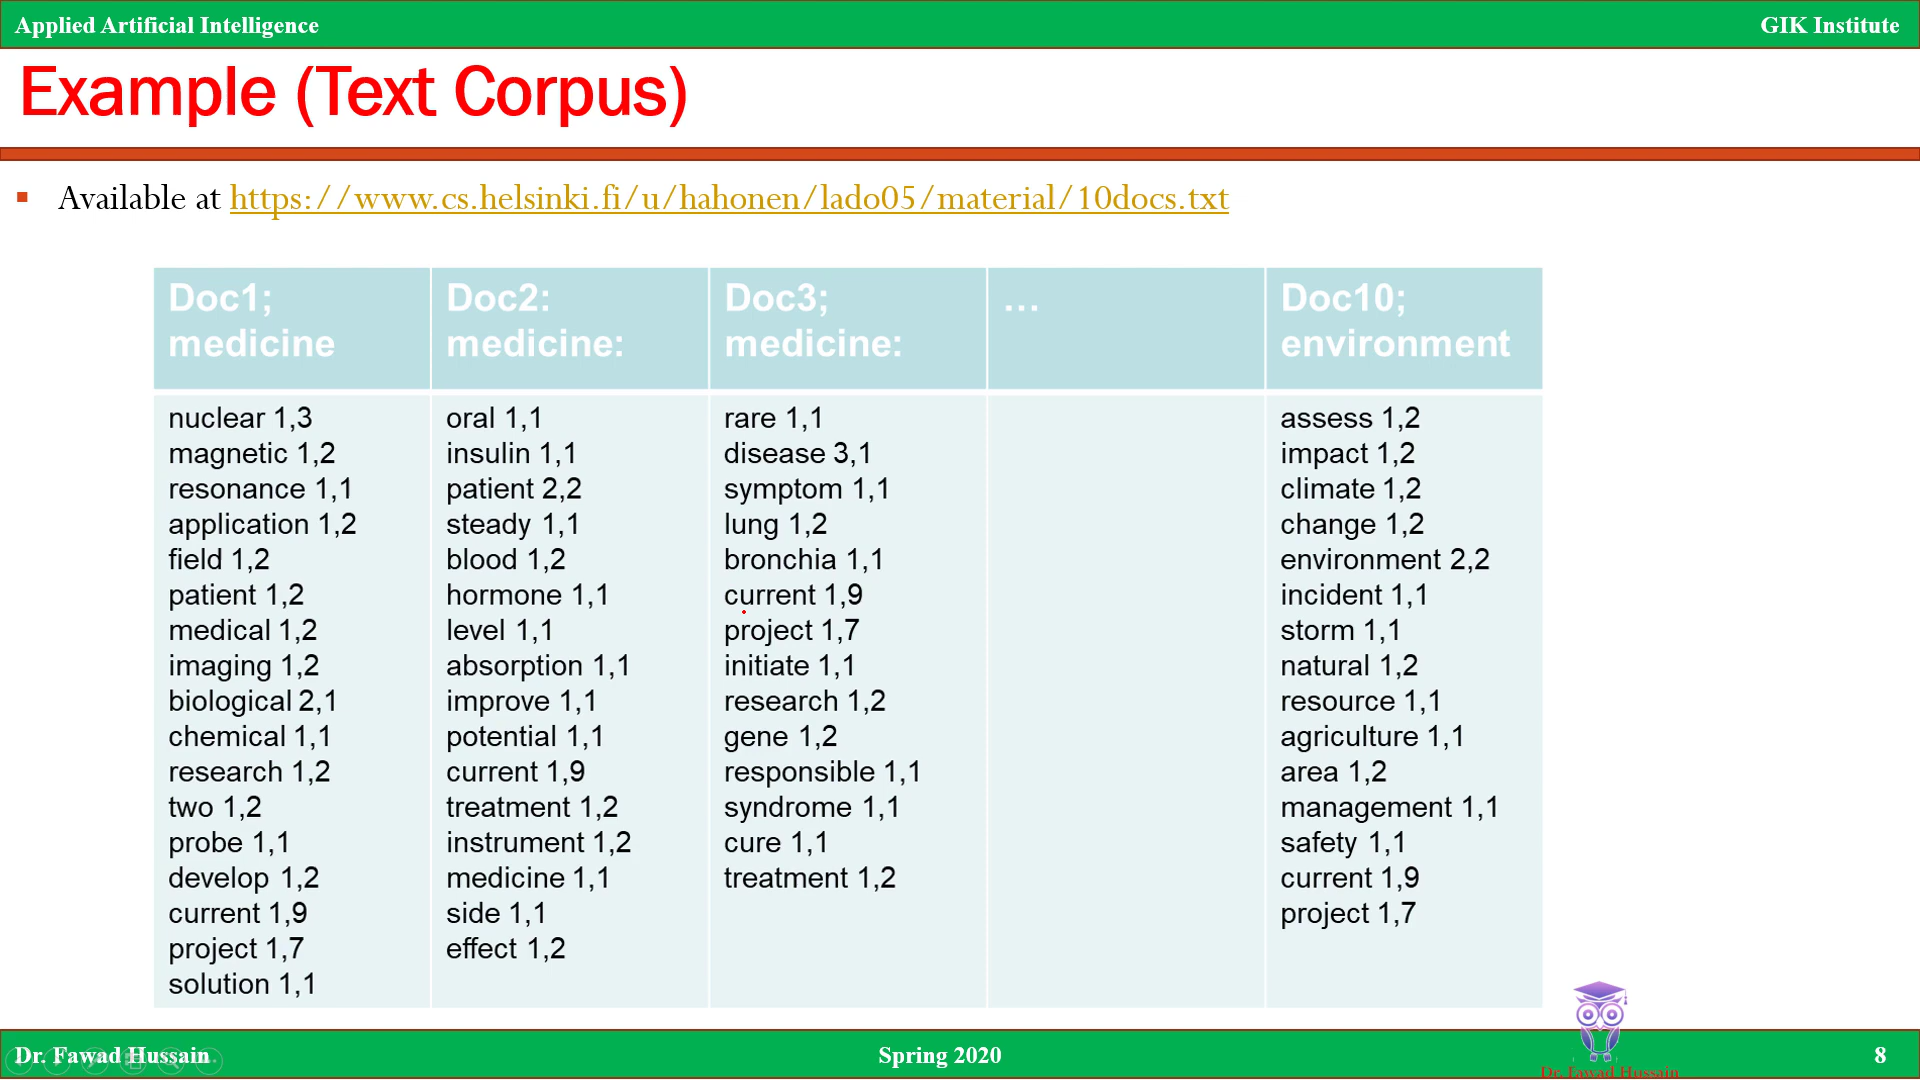 Applied Artificial Intelligence
GIK Institute
Example (Text Corpus)
Available at https://www.cs.helsinki.fi/u/hahonen/lado05/material/10docs.txt
Doc1;
medicine
Doc2:
medicine:
Doc3;
medicine:
...
Doc10;
environment
nuclear 1,3
magnetic 1,2
resonance 1,1
application 1,2
field 1,2
patient 1,2
medical 1,2
imaging 1,2
biological 2,1
chemical 1,1
research 1,2
two 1,2
probe 1,1
develop 1,2
current 1,9
project 1,7
solution 1,1
oral 1,1
insulin 1,1
patient 2,2
steady 1,1
blood 1,2
hormone 1,1
level 1,1
absorption 1,1
improve 1,1
potential 1,1
current 1,9
treatment 1,2
instrument 1,2
medicine 1,1
side 1,1
effect 1,2
rare 1,1
disease 3,1
symptom 1,1
lung 1,2
bronchia 1,1
current 1,9
project 1,7
initiate 1,1
research 1,2
gene 1,2
responsible 1,1
syndrome 1,1
cure 1,1
treatment 1,2
assess 1,2
impact 1,2
climate 1,2
change 1,2
environment 2,2
incident 1,1
storm 1,1
natural 1,2
resource 1,1
agriculture 1,1
area 1,2
management 1,1
safety 1,1
current 1,9
project 1,7
Dr. Fawad Hussain
Spring 2020
Dr. Fawad Hussain
8